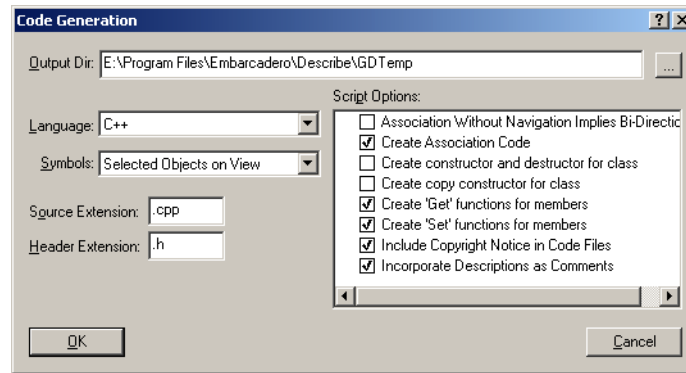 Code Generation
Output Dir: E:\Program Files\Embarcadero\Describe\GDTemp
...
Script Options:
Language: C++
Symbols: Selected Objects on View
Source Extension: .cpp
Header Extension: .h
Association Without Navigation Implies Bi-Directic
Create Association Code
Create constructor and destructor for class
Create copy constructor for class
Create 'Get' functions for members
Create 'Set' functions for members
Include Copyright Notice in Code Files
Incorporate Descriptions as Comments
OK
Cancel